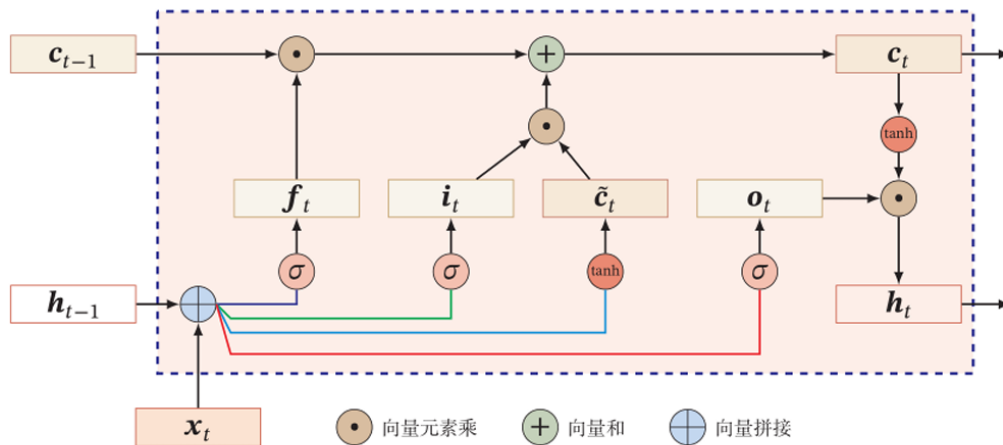 c_{t−1}
c_t
tanh
f_t
i_t
c̃_t
o_t
σ
σ
tanh
σ
h_{t−1}
h_t
x_t
向量元素乘
向量和
向量拼接